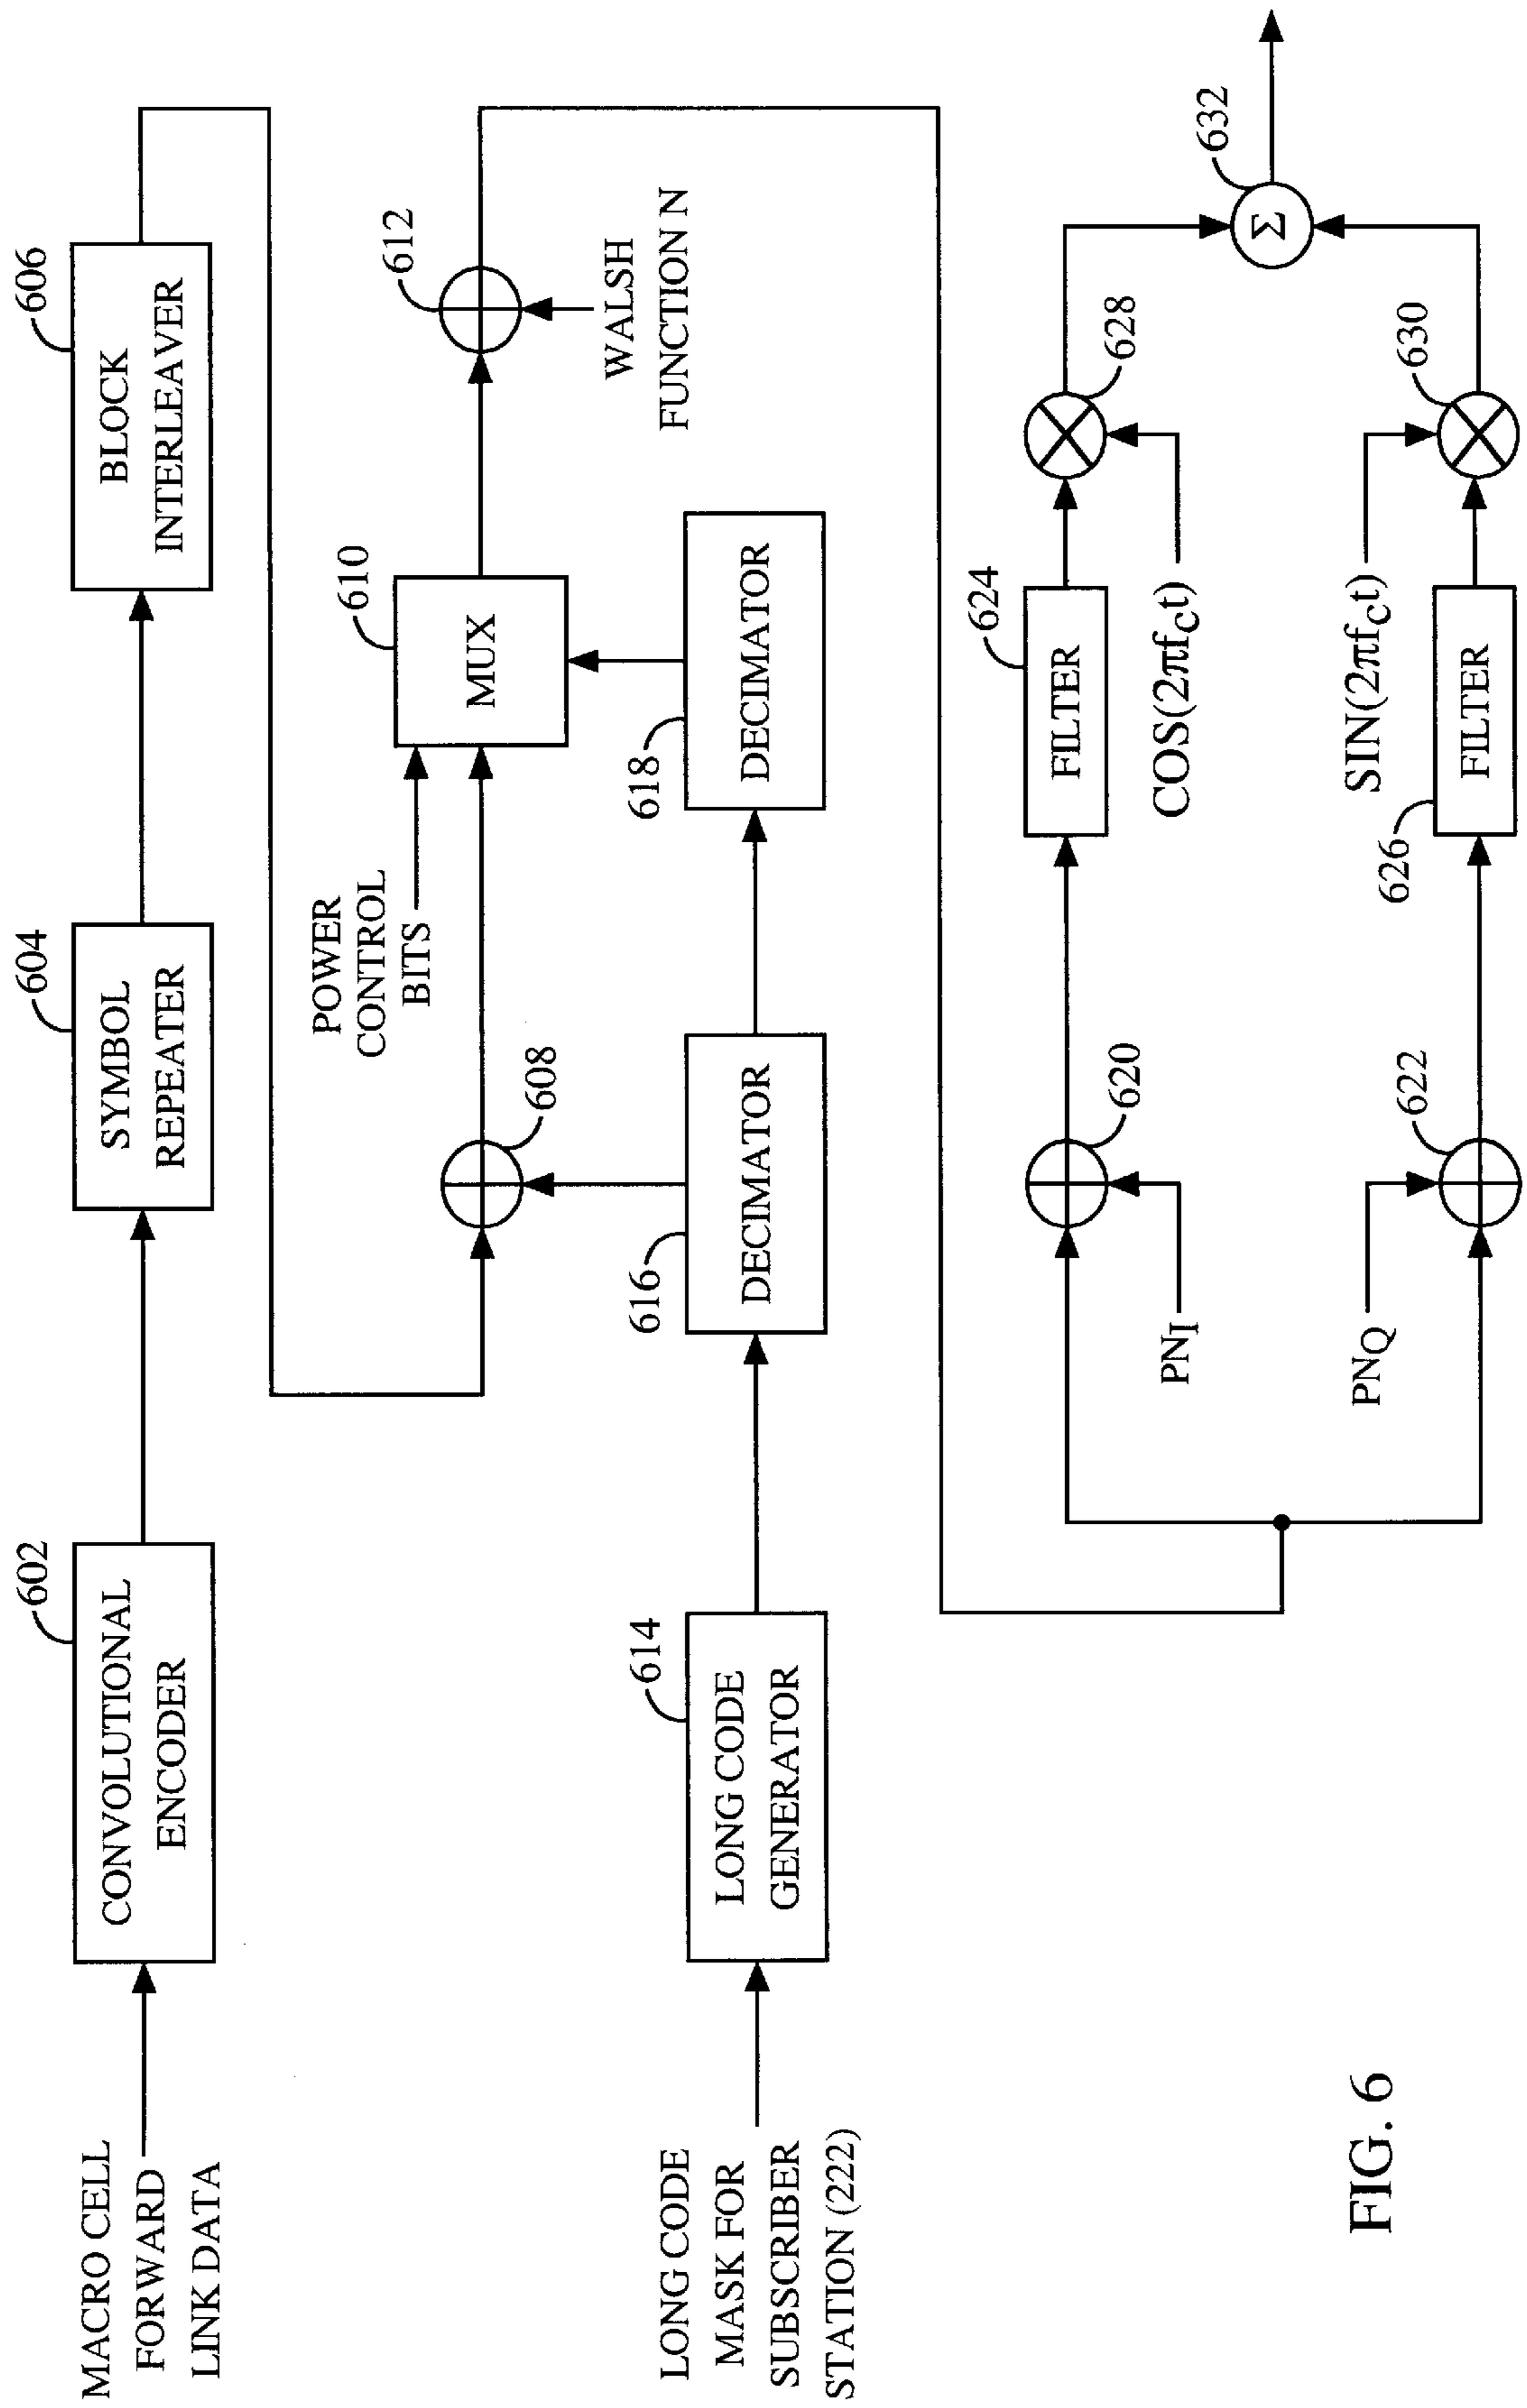 MACRO CELL
FORWARD
LINK DATA
602
CONVOLUTIONAL
ENCODER
604
SYMBOL
REPEATER
606
BLOCK
INTERLEAVER
608
POWER
CONTROL
BITS
610
MUX
612
WALSH
FUNCTION N
LONG CODE
MASK FOR
SUBSCRIBER
STATION (222)
614
LONG CODE
GENERATOR
616
DECIMATOR
618
DECIMATOR
620
PNI
624
FILTER
628
COS(2πfct)
632
Σ
PNQ
622
626
FILTER
SIN(2πfct)
630
FIG. 6